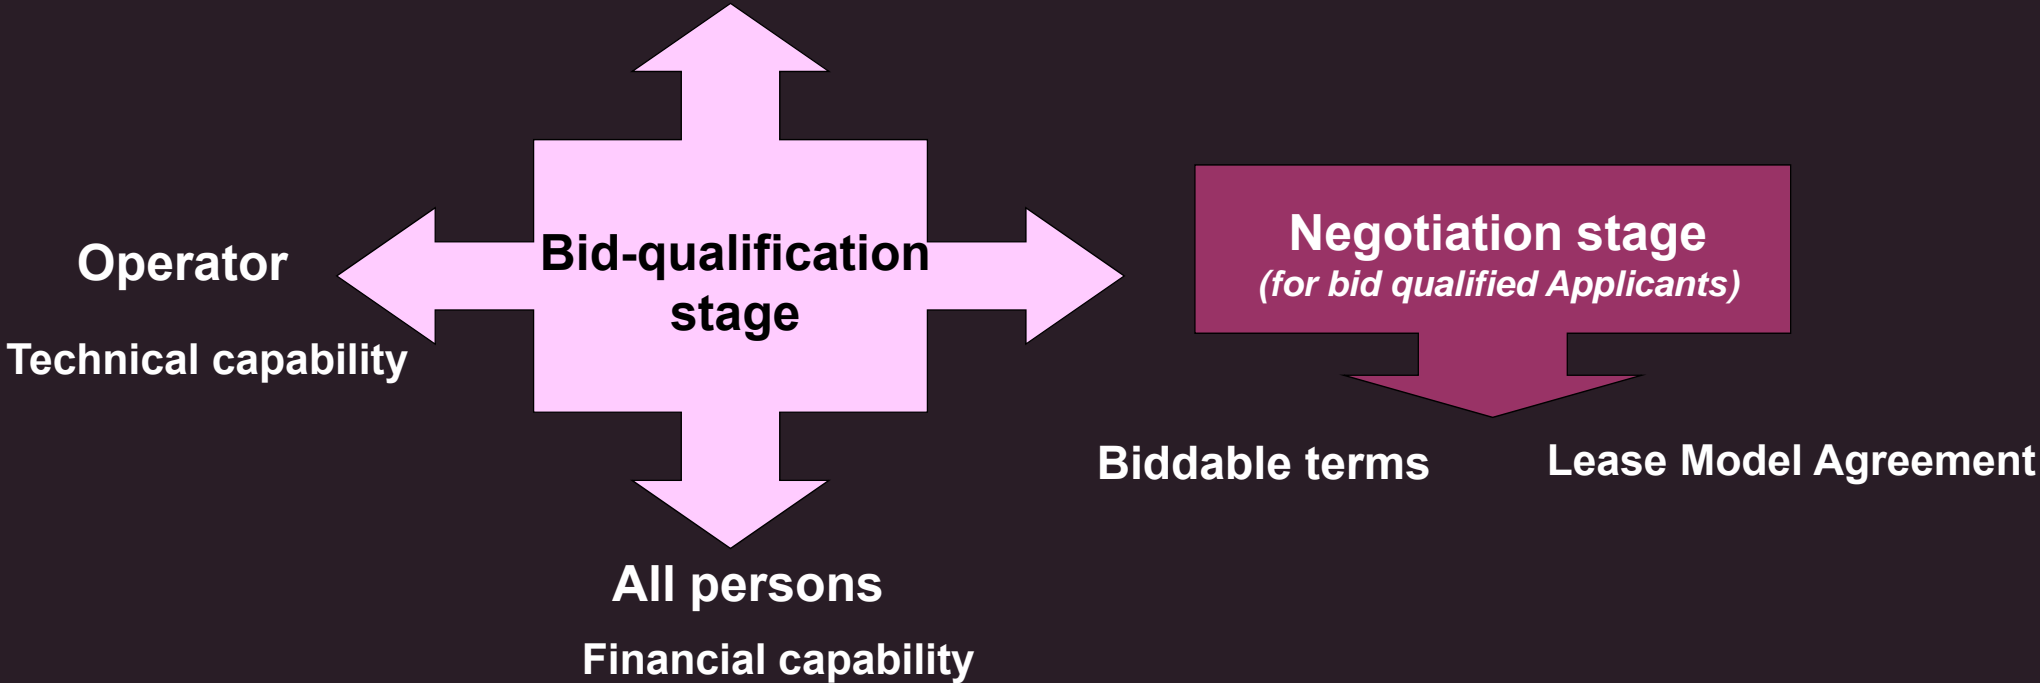 Operator
Technical capability
Bid-qualification
stage
All persons
Financial capability
Negotiation stage
(for bid qualified Applicants)
Biddable terms
Lease Model Agreement